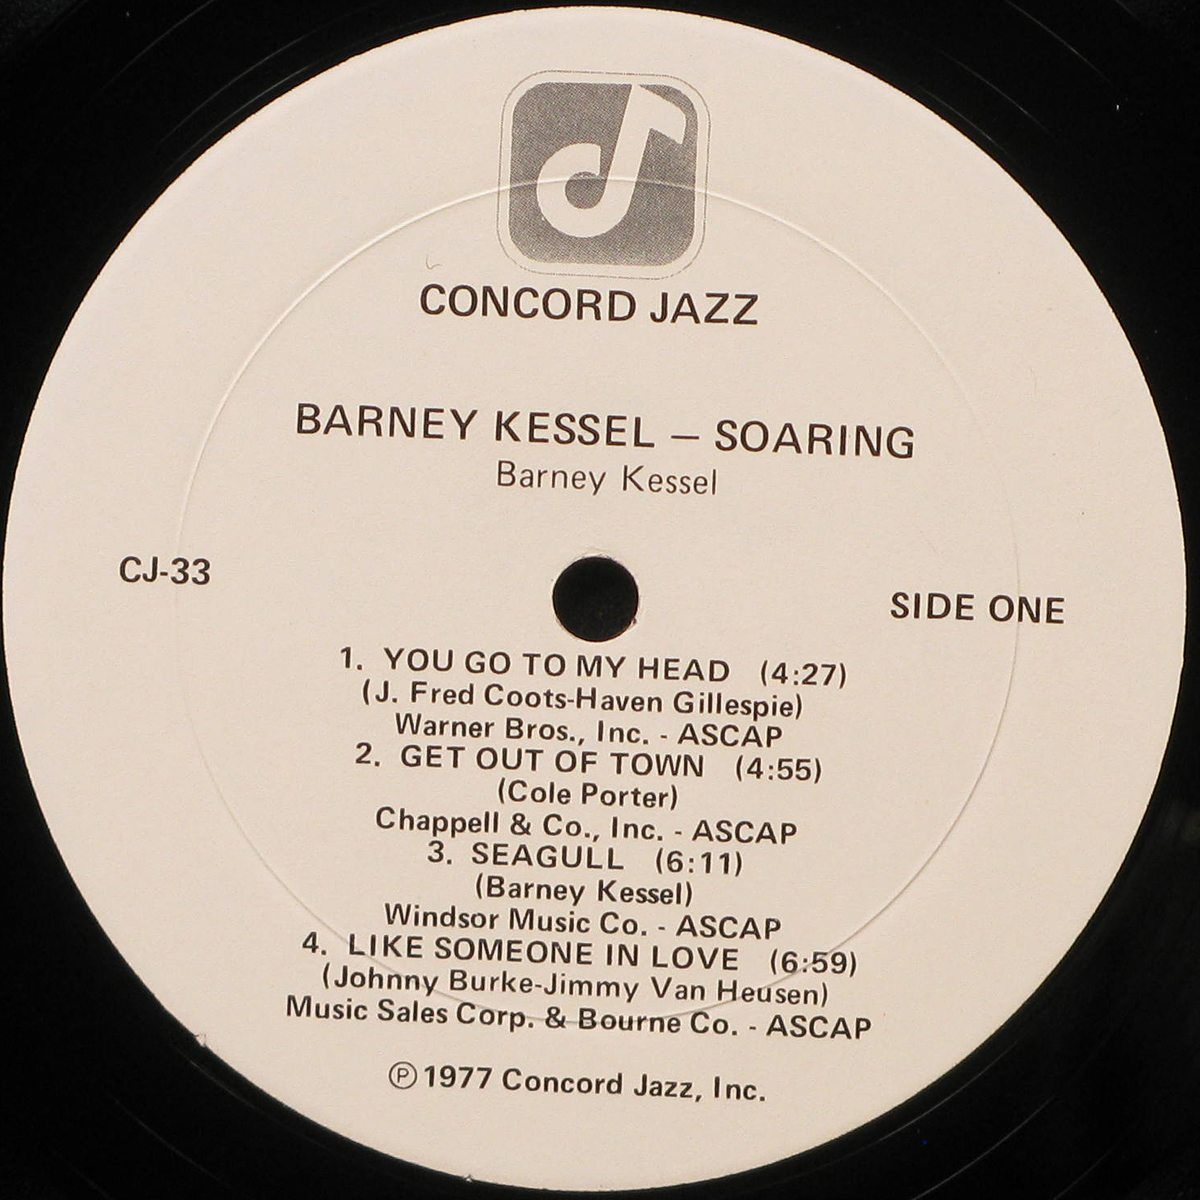 CONCORD JAZZ
BARNEY KESSEL – SOARING
Barney Kessel
CJ-33
SIDE ONE
1. YOU GO TO MY HEAD (4:27)
(J. Fred Coots-Haven Gillespie)
Warner Bros., Inc. - ASCAP
2. GET OUT OF TOWN (4:55)
(Cole Porter)
Chappell & Co., Inc. - ASCAP
3. SEAGULL (6:11)
(Barney Kessel)
Windsor Music Co. - ASCAP
4. LIKE SOMEONE IN LOVE (6:59)
(Johnny Burke-Jimmy Van Heusen)
Music Sales Corp. & Bourne Co. - ASCAP
℗ 1977 Concord Jazz, Inc.